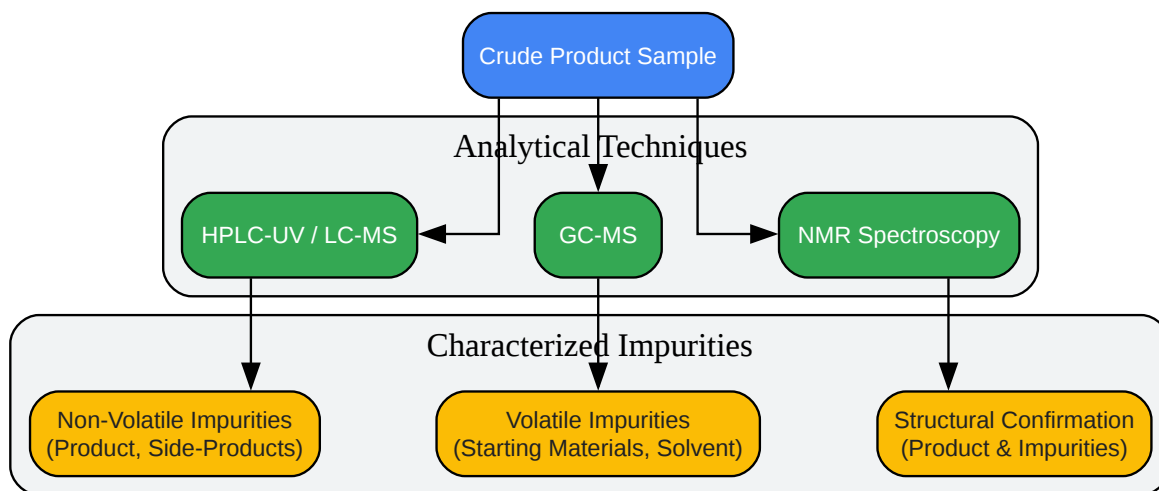 Crude Product Sample
Analytical Techniques
HPLC-UV / LC-MS
GC-MS
NMR Spectroscopy
Characterized Impurities
Non-Volatile Impurities
(Product, Side-Products)
Volatile Impurities
(Starting Materials, Solvent)
Structural Confirmation
(Product & Impurities)